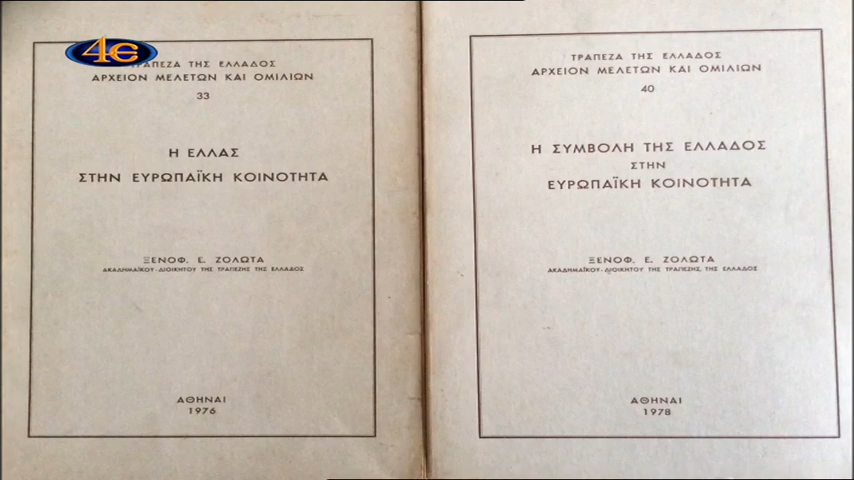 4Ε
ΤΡΑΠΕΖΑ ΤΗΣ ΕΛΛΑΔΟΣ
ΑΡΧΕΙΟΝ ΜΕΛΕΤΩΝ ΚΑΙ ΟΜΙΛΙΩΝ
33
Η ΕΛΛΑΣ
ΣΤΗΝ ΕΥΡΩΠΑΪΚΗ ΚΟΙΝΟΤΗΤΑ
ΞΕΝΟΦ. Ε. ΖΟΛΩΤΑ
ΑΚΑΔΗΜΑΪΚΟΥ-ΔΙΟΙΚΗΤΟΥ ΤΗΣ ΤΡΑΠΕΖΗΣ ΤΗΣ ΕΛΛΑΔΟΣ
ΑΘΗΝΑΙ
1976
ΤΡΑΠΕΖΑ ΤΗΣ ΕΛΛΑΔΟΣ
ΑΡΧΕΙΟΝ ΜΕΛΕΤΩΝ ΚΑΙ ΟΜΙΛΙΩΝ
40
Η ΣΥΜΒΟΛΗ ΤΗΣ ΕΛΛΑΔΟΣ
ΣΤΗΝ
ΕΥΡΩΠΑΪΚΗ ΚΟΙΝΟΤΗΤΑ
ΞΕΝΟΦ. Ε. ΖΟΛΩΤΑ
ΑΚΑΔΗΜΑΪΚΟΥ-ΔΙΟΙΚΗΤΟΥ ΤΗΣ ΤΡΑΠΕΖΗΣ, ΤΗΣ ΕΛΛΑΔΟΣ
ΑΘΗΝΑΙ
1978